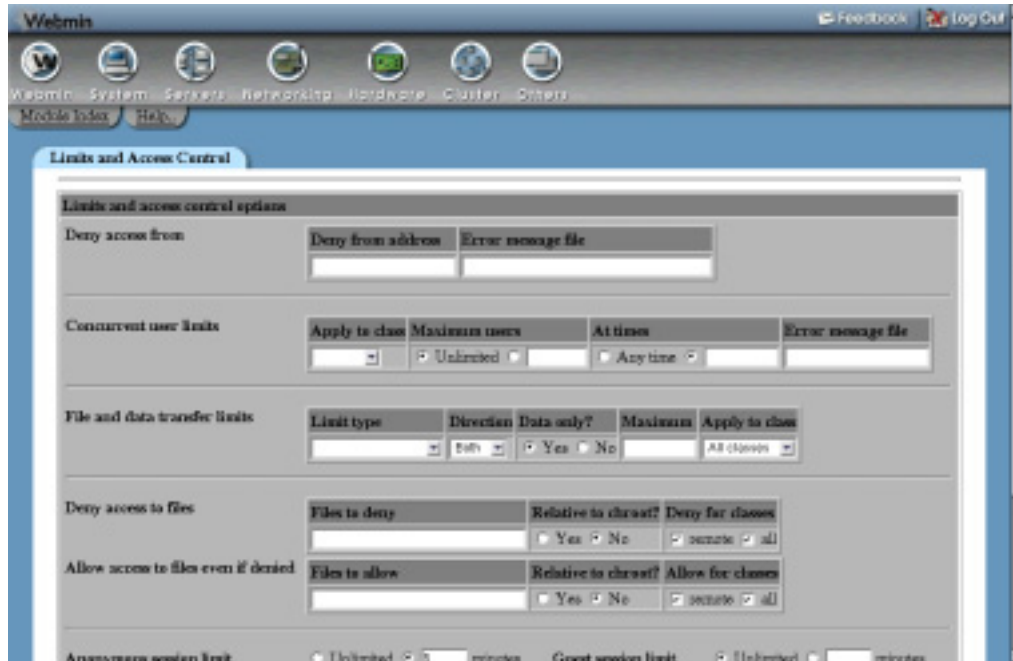 Webmin
Feedback
Log Out
Webmin System Servers Networking Hardware Cluster Others
Module Index Help..
Limits and Access Control
Limits and access control options
Deny access from
Deny from address Error message file
Concurrent user limits
Apply to class Maximum users At times Error message file
Unlimited Any time
File and data transfer limits
Limit type Direction Data only? Maximum Apply to class
Both Yes No All classes
Deny access to files
Files to deny Relative to chroot? Deny for classes
Yes No remote all
Allow access to files even if denied
Files to allow Relative to chroot? Allow for classes
Yes No remote all
Anonymous session limit Unlimited minutes Guest session limit Unlimited minutes